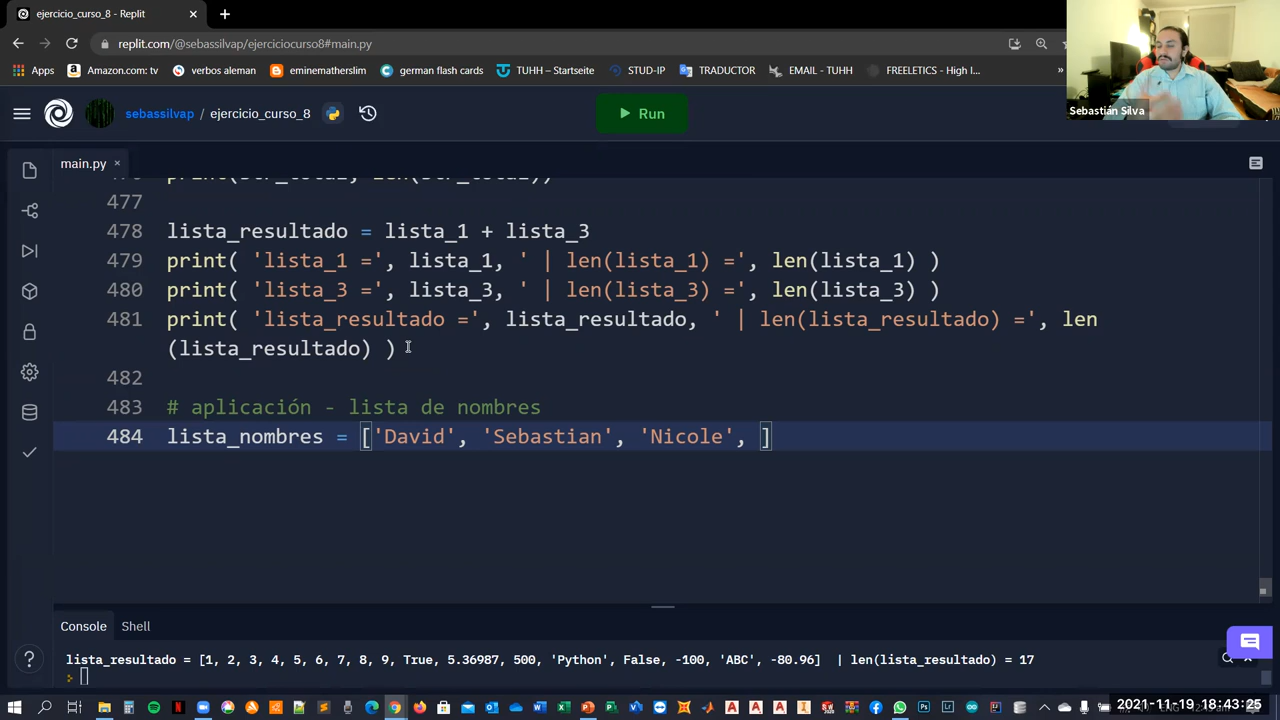 ejercicio_curso_8 - Replit
replit.com/@sebassilvap/ejerciciocurso8#main.py
Apps Amazon.com: tv verbos aleman eminematherslim german flash cards TUHH – Startseite STUD-IP TRADUCTOR EMAIL - TUHH FREELETICS - High I... »
Sebastián Silva
sebassilvap / ejercicio_curso_8
Run
main.py
477
478 lista_resultado = lista_1 + lista_3
479 print( 'lista_1 =', lista_1, ' | len(lista_1) =', len(lista_1) )
480 print( 'lista_3 =', lista_3, ' | len(lista_3) =', len(lista_3) )
481 print( 'lista_resultado =', lista_resultado, ' | len(lista_resultado) =', len
(lista_resultado) )
482
483 # aplicación - lista de nombres
484 lista_nombres = ['David', 'Sebastian', 'Nicole', ]
Console Shell
lista_resultado = [1, 2, 3, 4, 5, 6, 7, 8, 9, True, 5.36987, 500, 'Python', False, -100, 'ABC', -80.96]  | len(lista_resultado) = 17
2021-11-19 18:43:25